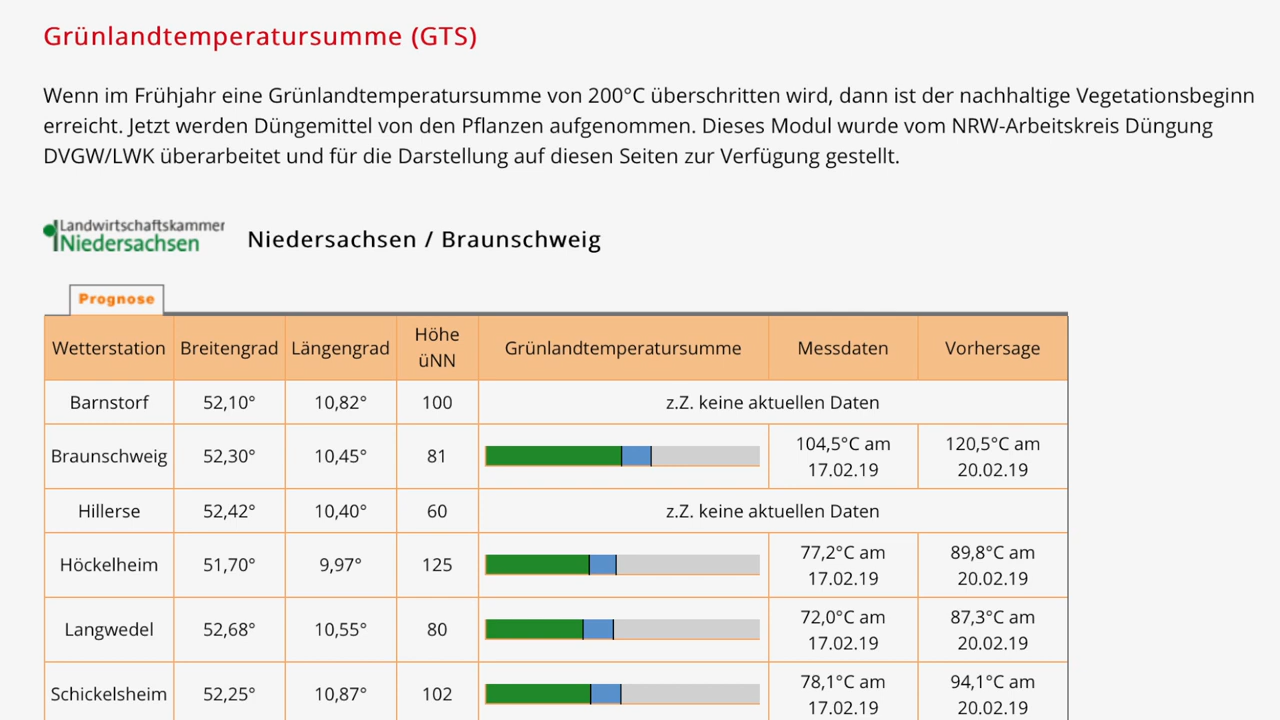 Grünlandtemperatursumme (GTS)
Wenn im Frühjahr eine Grünlandtemperatursumme von 200°C überschritten wird, dann ist der nachhaltige Vegetationsbeginn
erreicht. Jetzt werden Düngemittel von den Pflanzen aufgenommen. Dieses Modul wurde vom NRW-Arbeitskreis Düngung
DVGW/LWK überarbeitet und für die Darstellung auf diesen Seiten zur Verfügung gestellt.
Landwirtschaftskammer
Niedersachsen
Niedersachsen / Braunschweig
Prognose
Wetterstation Breitengrad Längengrad Höhe üNN Grünlandtemperatursumme Messdaten Vorhersage
Barnstorf 52,10° 10,82° 100 z.Z. keine aktuellen Daten
Braunschweig 52,30° 10,45° 81 104,5°C am 17.02.19 120,5°C am 20.02.19
Hillerse 52,42° 10,40° 60 z.Z. keine aktuellen Daten
Höckelheim 51,70° 9,97° 125 77,2°C am 17.02.19 89,8°C am 20.02.19
Langwedel 52,68° 10,55° 80 72,0°C am 17.02.19 87,3°C am 20.02.19
Schickelsheim 52,25° 10,87° 102 78,1°C am 17.02.19 94,1°C am 20.02.19